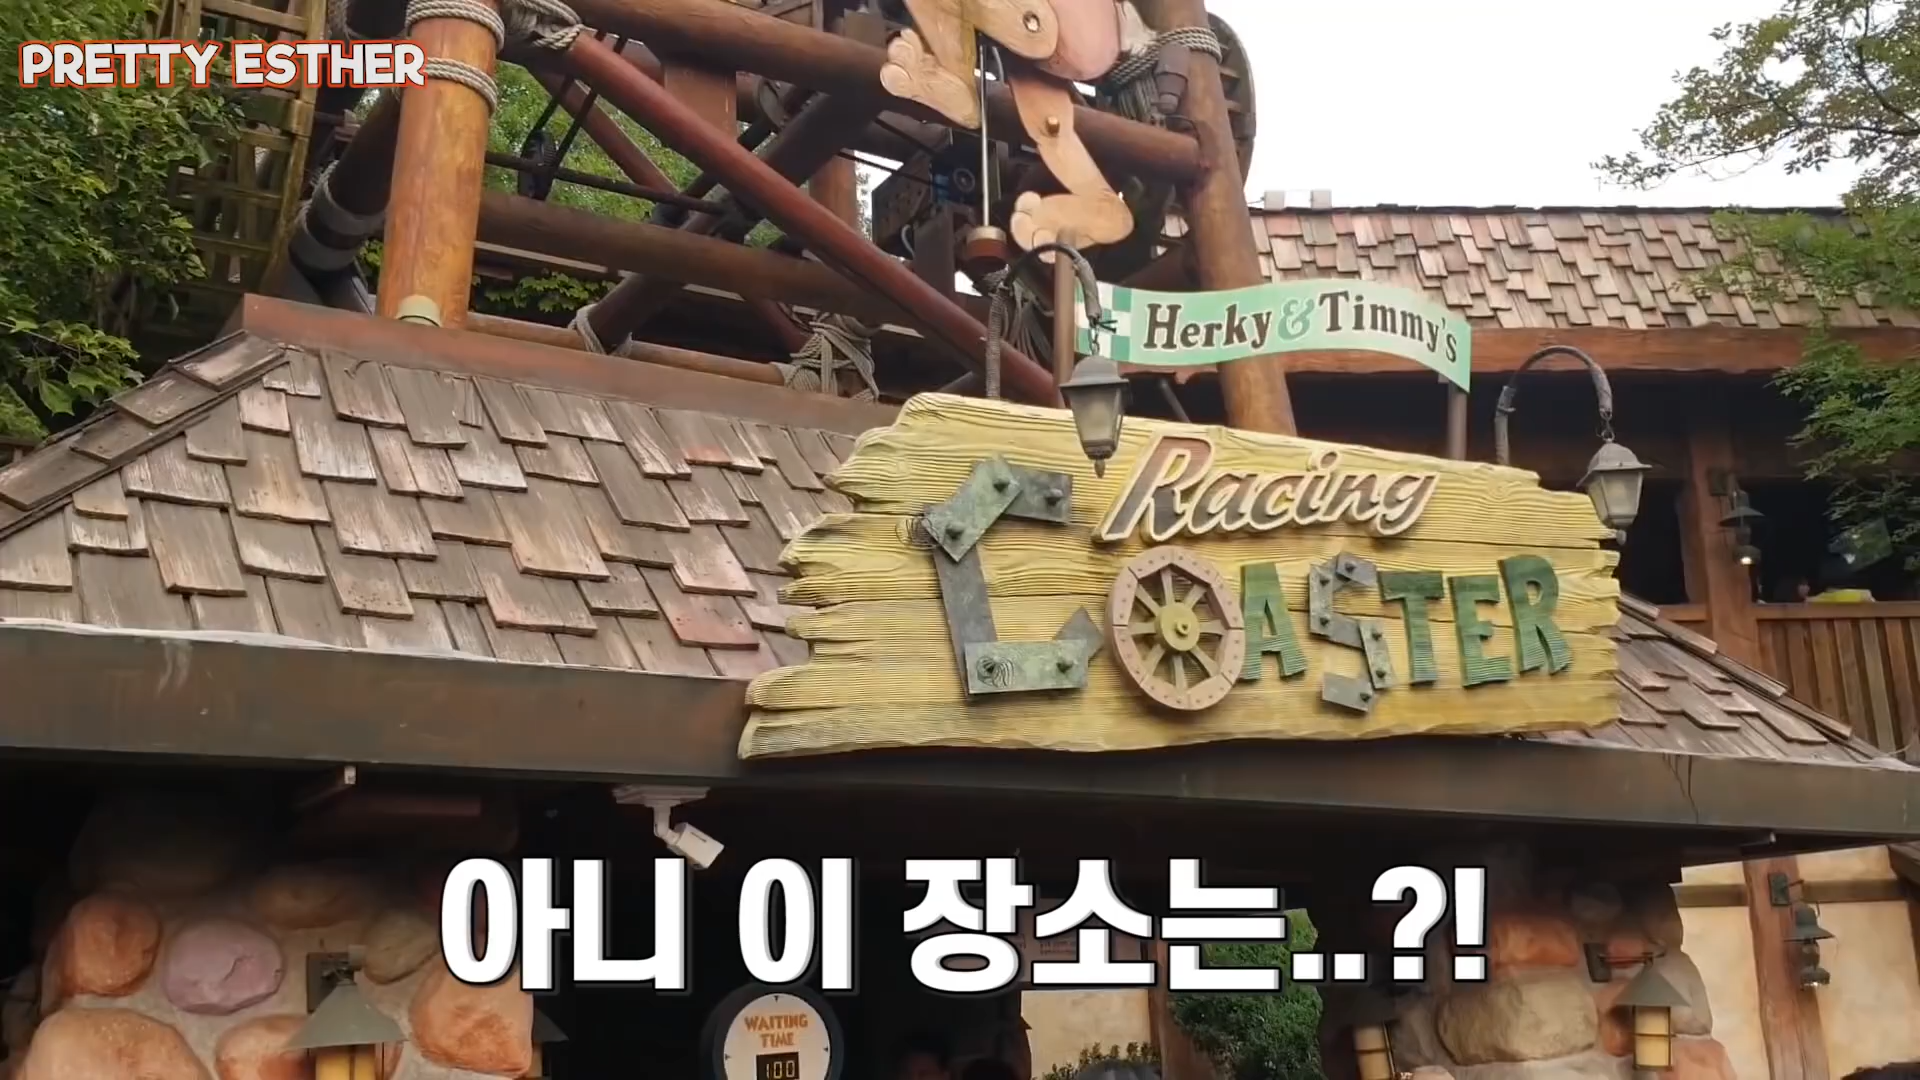 PRETTY ESTHER
Herky & Timmy's
Racing
COASTER
아니 이 장소는..?!
WAITING
TIME
100